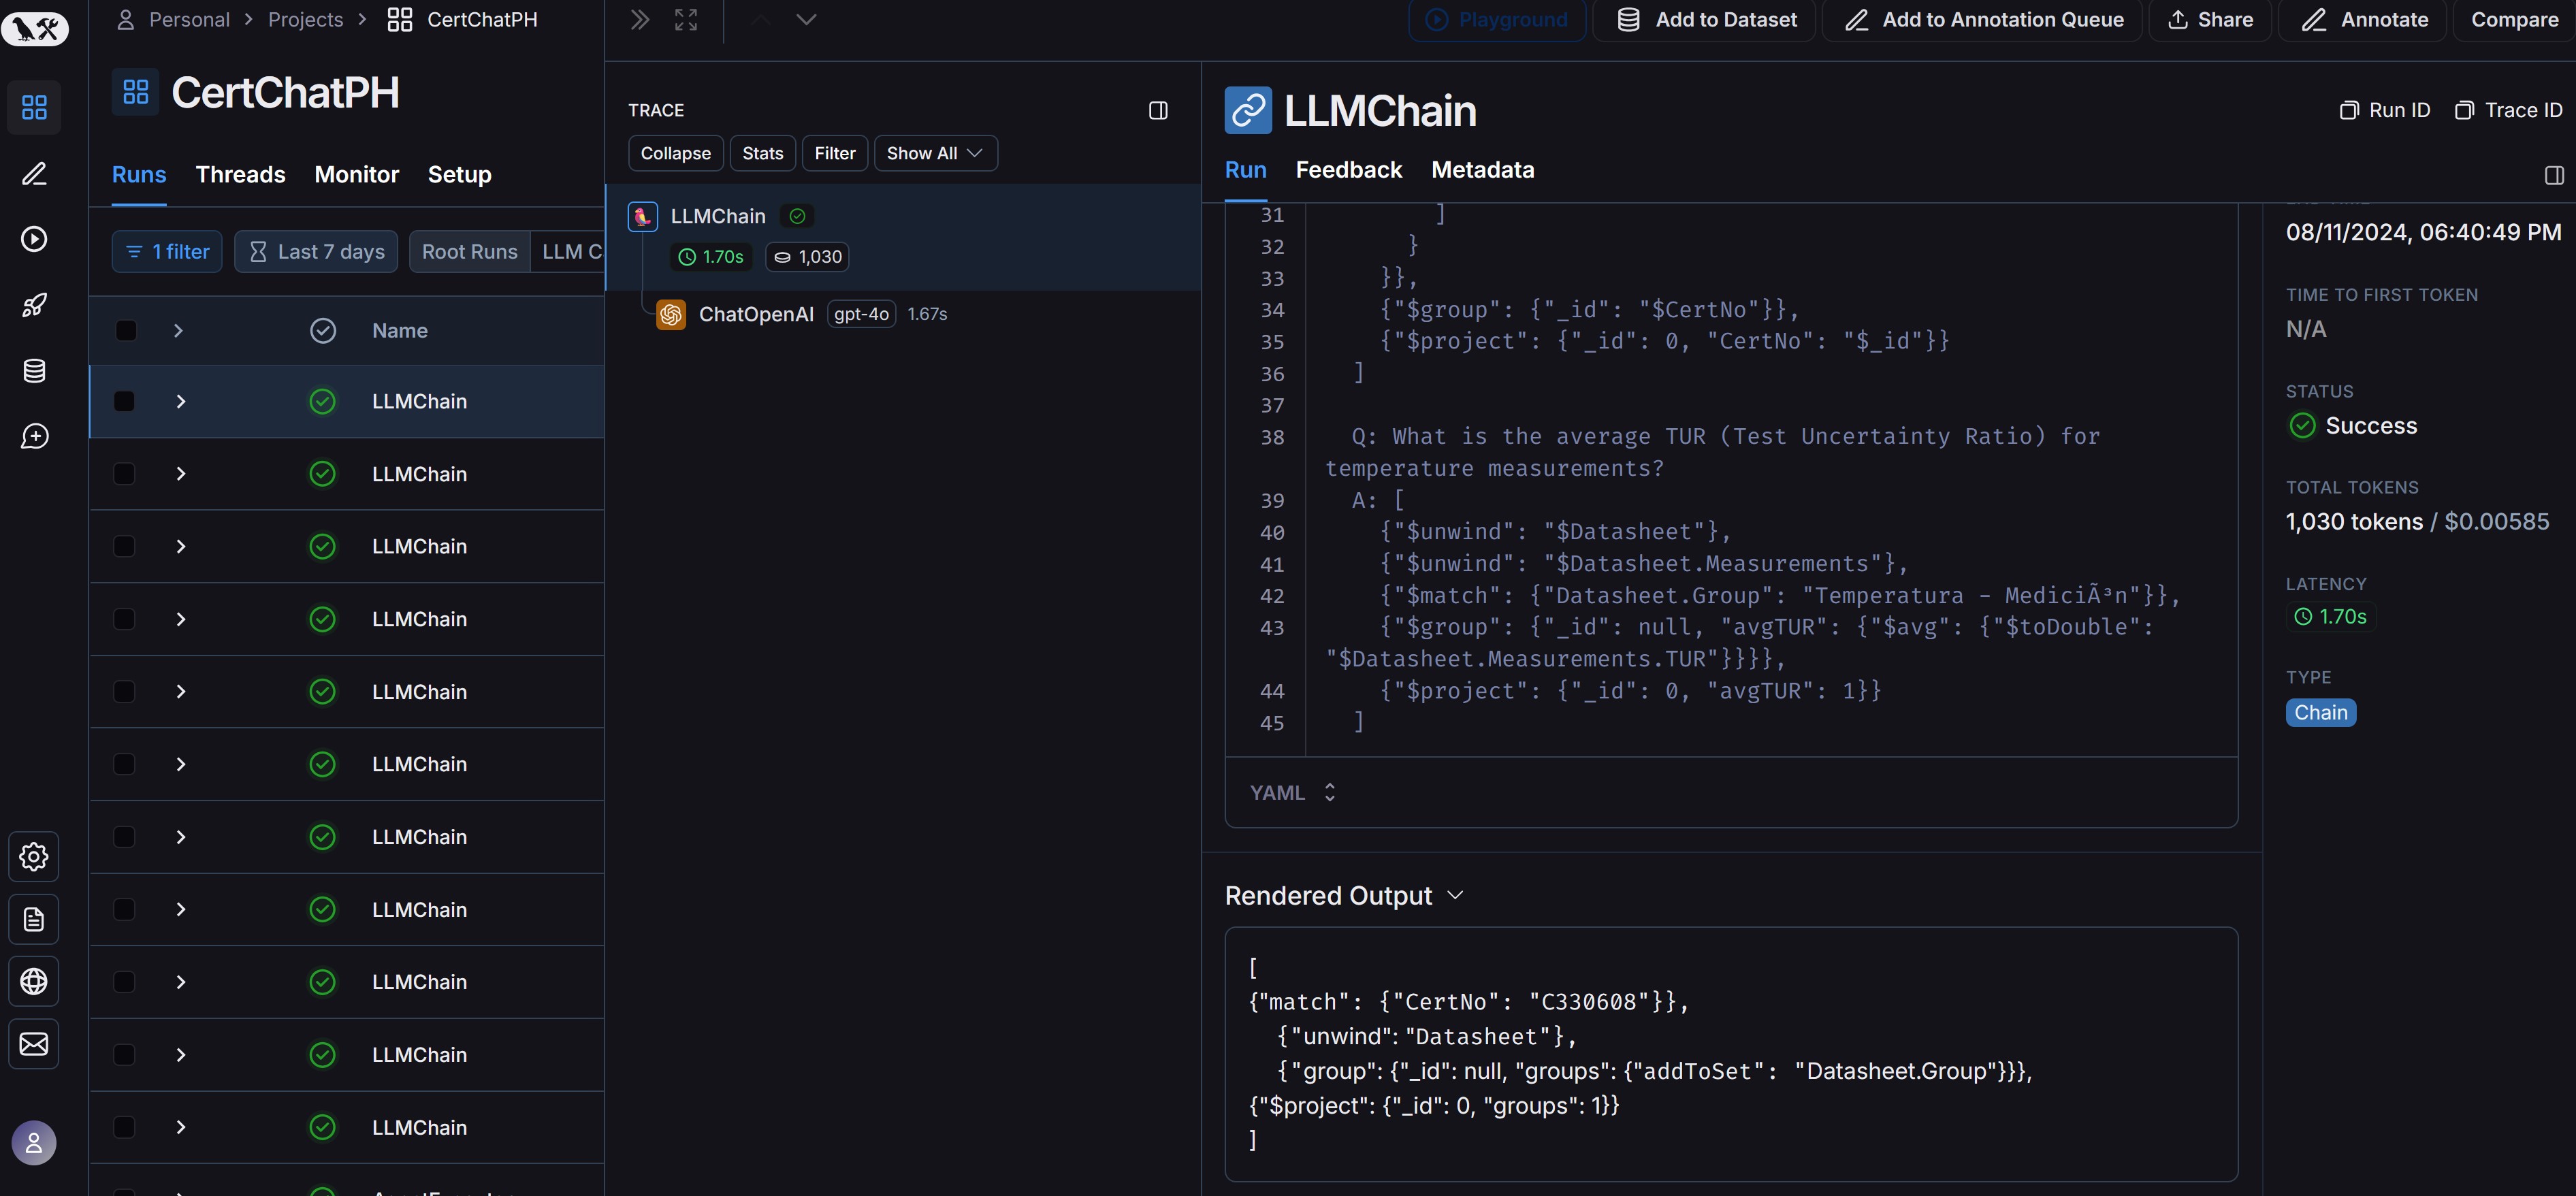 Personal > Projects > CertChatPH
CertChatPH
Runs Threads Monitor Setup
1 filter Last 7 days Root Runs LLM C
Name
LLMChain
LLMChain
LLMChain
LLMChain
LLMChain
LLMChain
LLMChain
LLMChain
LLMChain
LLMChain
LLMChain
Playground Add to Dataset Add to Annotation Queue Share Annotate Compare
TRACE
Collapse Stats Filter Show All
LLMChain
1.70s 1,030
ChatOpenAI gpt-4o 1.67s
LLMChain
Run ID Trace ID
Run Feedback Metadata
31 ]
32 }
33 }},
34 {"$group": {"_id": "$CertNo"}},
35 {"$project": {"_id": 0, "CertNo": "$_id"}}
36 ]
37
38 Q: What is the average TUR (Test Uncertainty Ratio) for
temperature measurements?
39 A: [
40 {"$unwind": "$Datasheet"},
41 {"$unwind": "$Datasheet.Measurements"},
42 {"$match": {"Datasheet.Group": "Temperatura - MediciÃ³n"}},
43 {"$group": {"_id": null, "avgTUR": {"$avg": {"$toDouble":
"$Datasheet.Measurements.TUR"}}}},
44 {"$project": {"_id": 0, "avgTUR": 1}}
45 ]
YAML
Rendered Output
[
{"match": {"CertNo": "C330608"}},
{"unwind": "Datasheet"},
{"group": {"_id": null, "groups": {"addToSet": "Datasheet.Group"}}},
{"$project": {"_id": 0, "groups": 1}}
]
08/11/2024, 06:40:49 PM
TIME TO FIRST TOKEN
N/A
STATUS
Success
TOTAL TOKENS
1,030 tokens / $0.00585
LATENCY
1.70s
TYPE
Chain